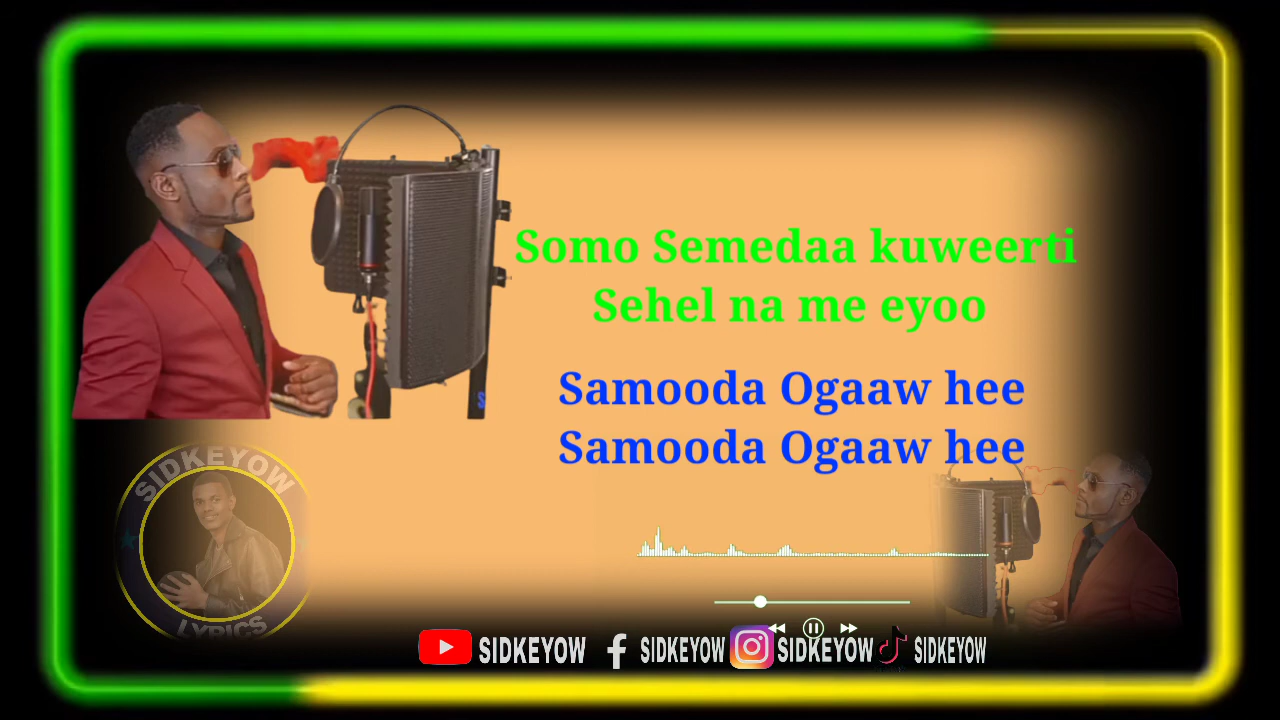 Somo Semedaa kuweerti
Sehel na me eyoo
Samooda Ogaaw hee
Samooda Ogaaw hee
SIDKEYOW
LYRICS
SIDKEYOW SIDKEYOW SIDKEYOW SIDKEYOW